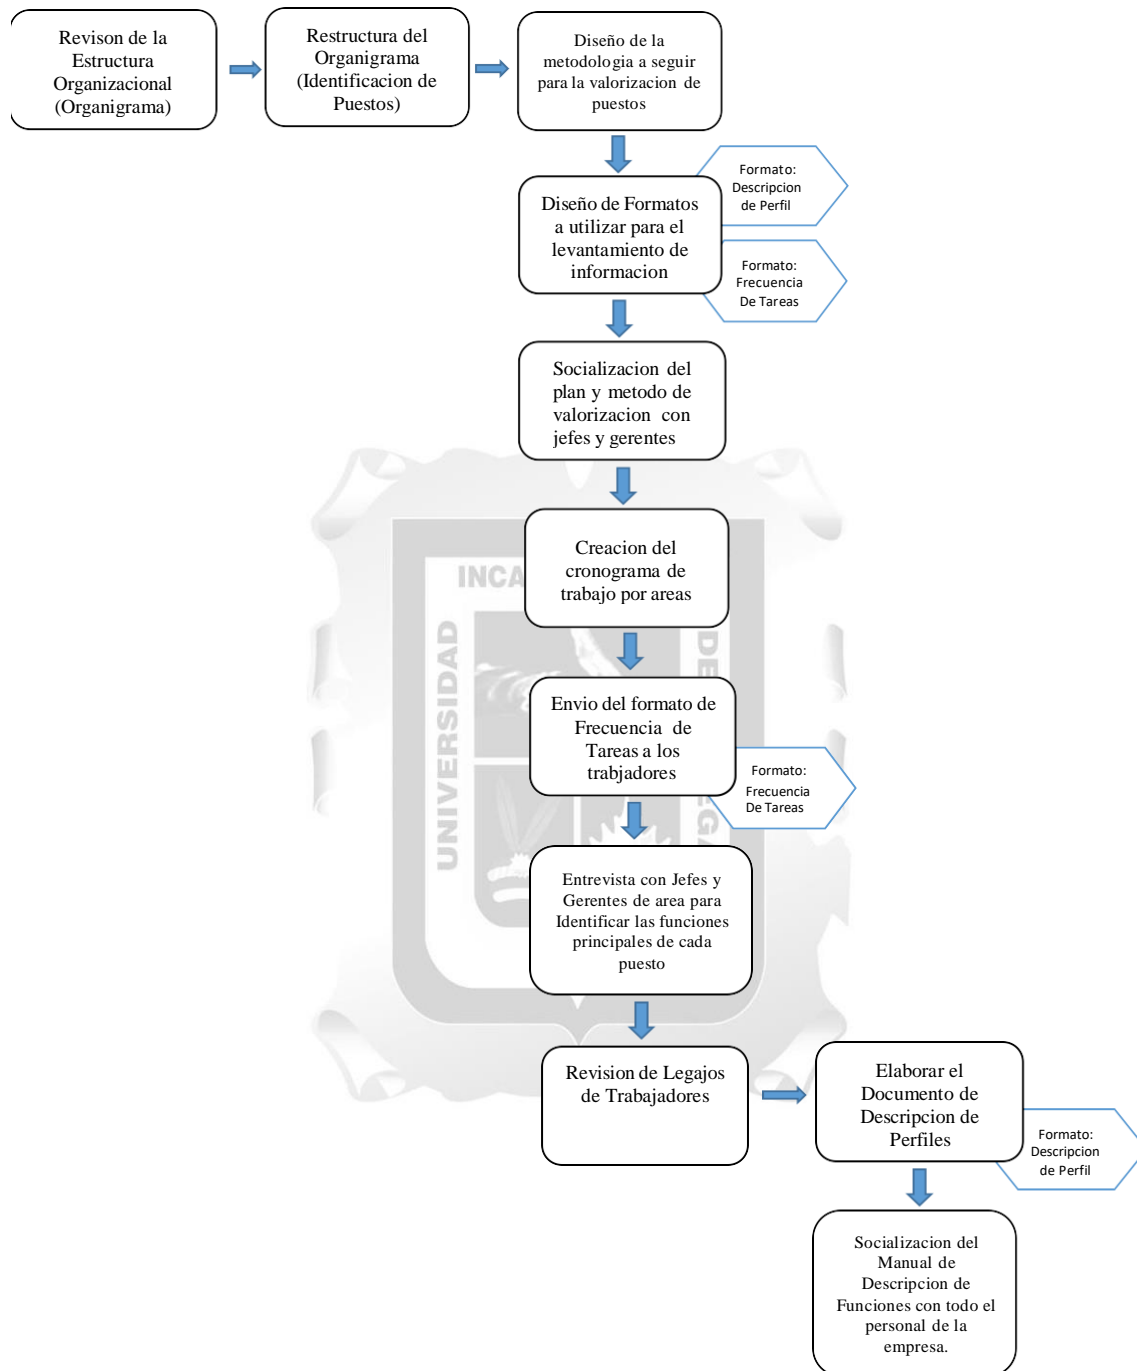 Revison de la
Estructura
Organizacional
(Organigrama)
Restructura del
Organigrama
(Identificacion de
Puestos)
Diseño de la
metodologia a seguir
para la valorizacion de
puestos
Diseño de Formatos
a utilizar para el
levantamiento de
informacion
Formato:
Descripcion
de Perfil
Formato:
Frecuencia
De Tareas
Socializacion del
plan y metodo de
valorizacion con
jefes y gerentes
Creacion del
cronograma de
trabajo por areas
Envio del formato de
Frecuencia de
Tareas a los
trabjadores
Formato:
Frecuencia
De Tareas
Entrevista con Jefes y
Gerentes de area para
Identificar las funciones
principales de cada
puesto
Revision de Legajos
de Trabajadores
Elaborar el
Documento de
Descripcion de
Perfiles
Formato:
Descripcion
de Perfil
Socializacion del
Manual de
Descripcion de
Funciones con todo el
personal de la
empresa.
UNIVERSIDAD
INCA
DE